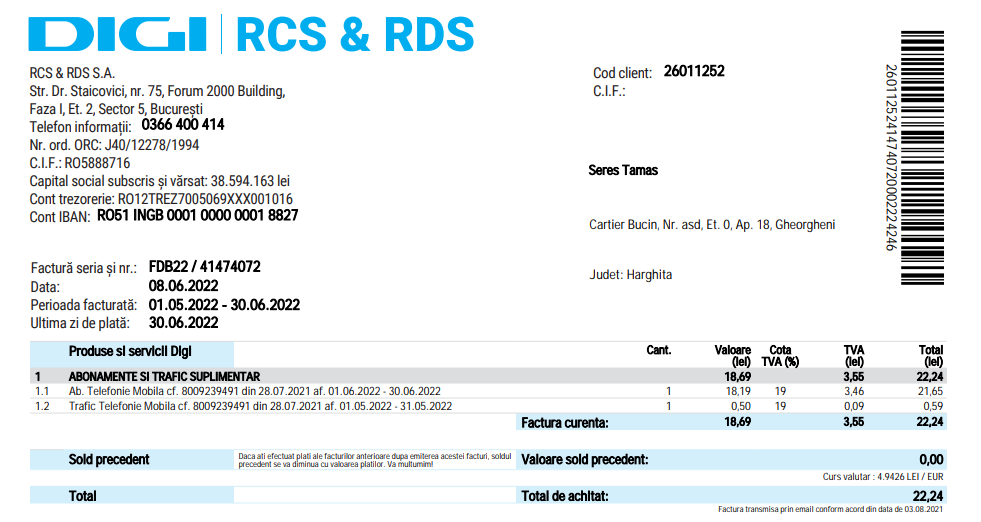 DIGI | RCS & RDS
RCS & RDS S.A.
Str. Dr. Staicovici, nr. 75, Forum 2000 Building,
Faza I, Et. 2, Sector 5, București
Telefon informații: 0366 400 414
Nr. ord. ORC: J40/12278/1994
C.I.F.: RO5888716
Capital social subscris și vărsat: 38.594.163 lei
Cont trezorerie: RO12TREZ7005069XXX001016
Cont IBAN: RO51 INGB 0001 0000 0001 8827
Cod client: 26011252
C.I.F.:
Seres Tamas
Cartier Bucin, Nr. asd, Et. 0, Ap. 18, Gheorgheni
Judet: Harghita
26011252414740720002224246
Factură seria și nr.: FDB22 / 41474072
Data: 08.06.2022
Perioada facturată: 01.05.2022 - 30.06.2022
Ultima zi de plată: 30.06.2022
Produse si servicii Digi Cant. Valoare (lei) Cota TVA (%) TVA (lei) Total (lei)
1 ABONAMENTE SI TRAFIC SUPLIMENTAR 18,69 3,55 22,24
1.1 Ab. Telefonie Mobila cf. 8009239491 din 28.07.2021 af. 01.06.2022 - 30.06.2022 1 18,19 19 3,46 21,65
1.2 Trafic Telefonie Mobila cf. 8009239491 din 28.07.2021 af. 01.05.2022 - 31.05.2022 1 0,50 19 0,09 0,59
Factura curenta: 18,69 3,55 22,24
Sold precedent
Daca ati efectuat plati ale facturilor anterioare dupa emiterea acestei facturi, soldul
precedent se va diminua cu valoarea platilor. Va multumim!
Valoare sold precedent: 0,00
Curs valutar : 4.9426 LEI / EUR
Total Total de achitat: 22,24
Factura transmisa prin email conform acord din data de 03.08.2021